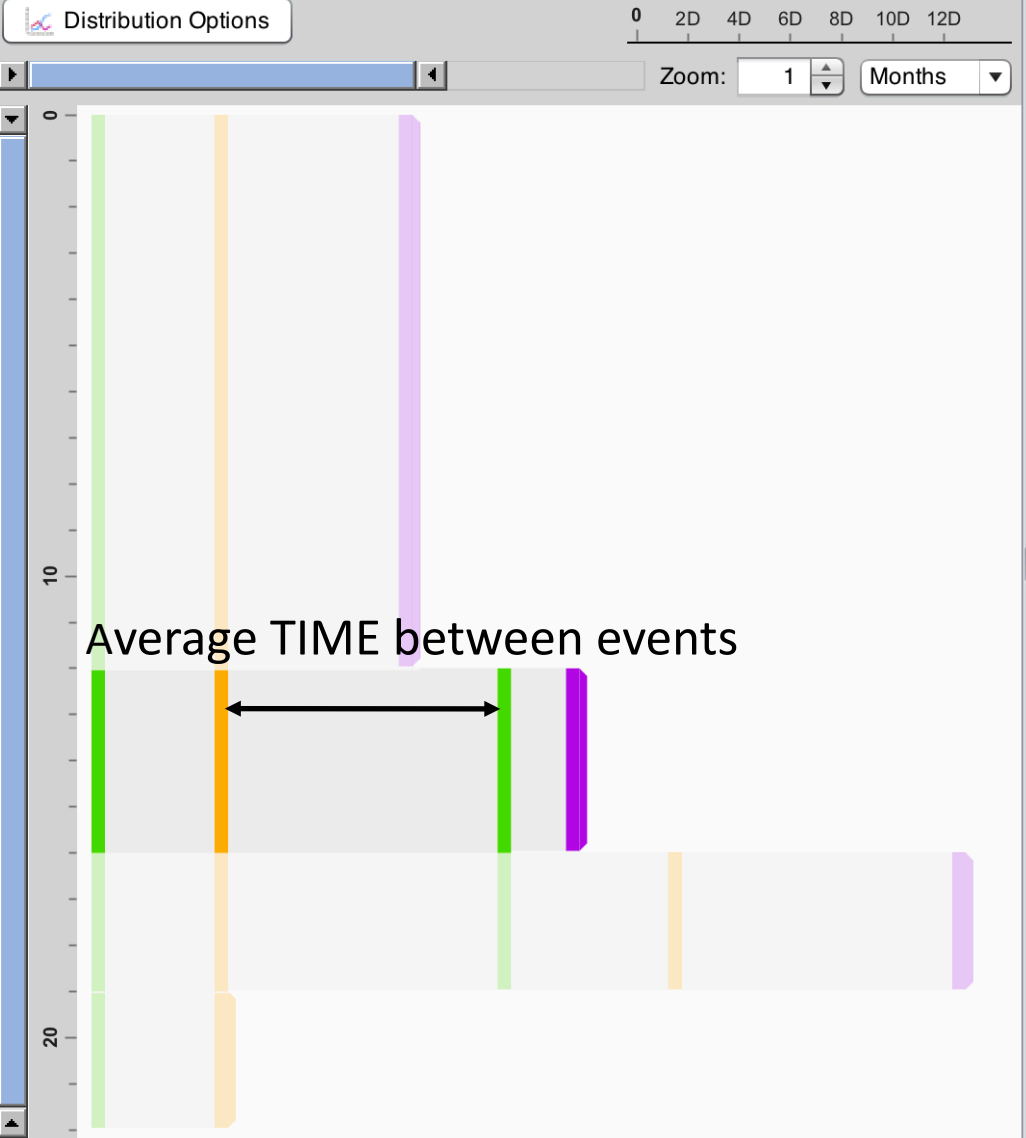 Distribution Options
0 2D 4D 6D 8D 10D 12D
Zoom: 1 Months
0
10
Average TIME between events
20